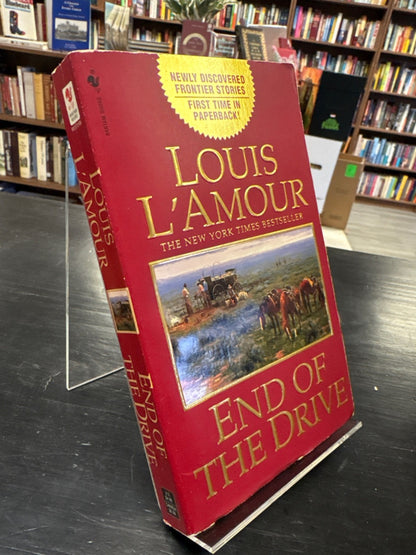 NEWLY DISCOVERED
FRONTIER STORIES
FIRST TIME IN
PAPERBACK!
LOUIS
L'AMOUR
THE NEW YORK TIMES BESTSELLER
END OF
THE DRIVE
LOUIS
L'AMOUR
END OF
THE DRIVE